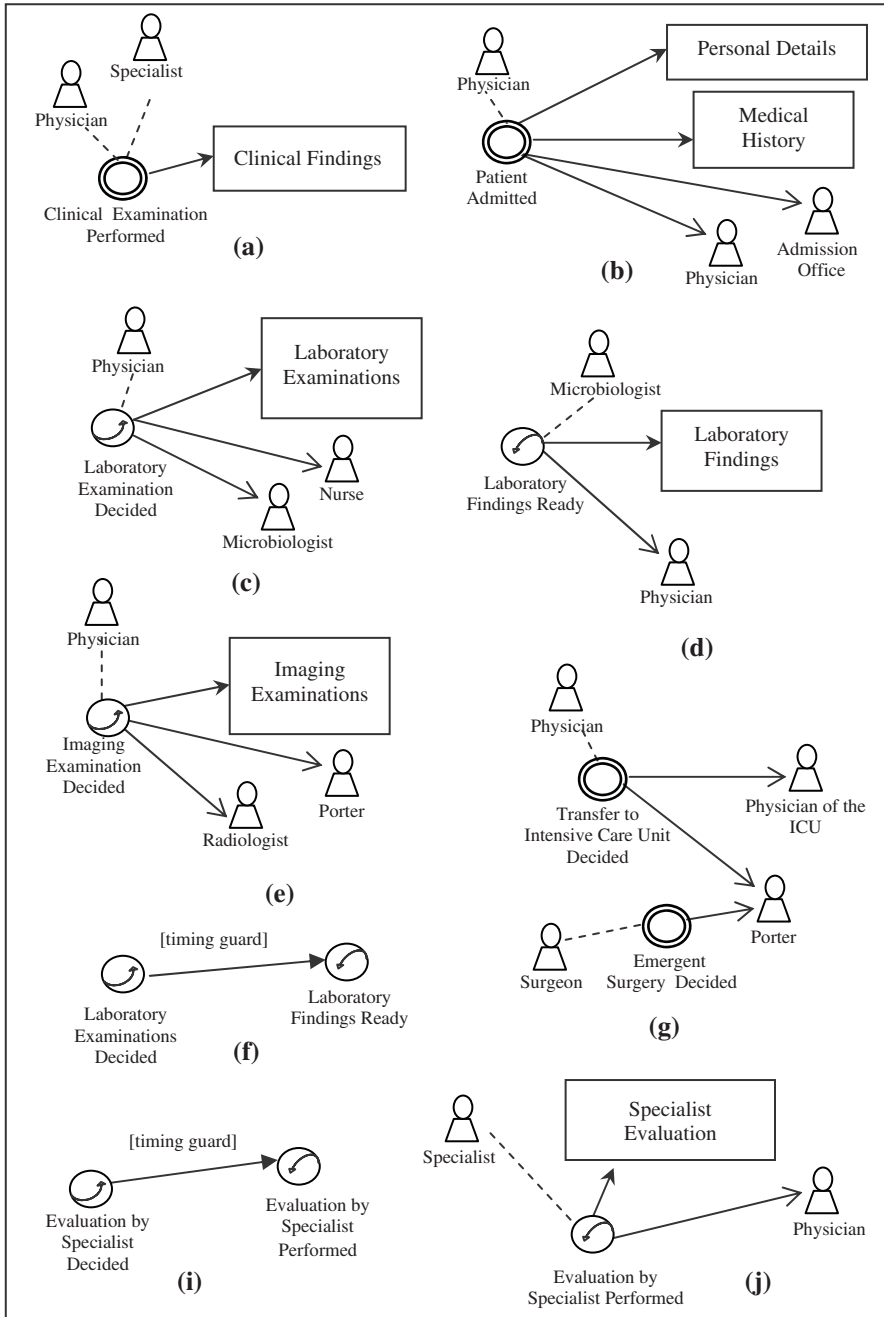 Specialist
Physician
Clinical Findings
Clinical Examination
Performed
(a)
Physician
Personal Details
Medical
History
Patient
Admitted
Physician
Admission
Office
(b)
Physician
Laboratory
Examinations
Laboratory
Examination
Decided
Nurse
Microbiologist
(c)
Microbiologist
Laboratory
Findings
Laboratory
Findings Ready
Physician
(d)
Physician
Imaging
Examinations
Imaging
Examination
Decided
Porter
Radiologist
(e)
[timing guard]
Laboratory
Examinations
Decided
Laboratory
Findings Ready
(f)
Physician
Transfer to
Intensive Care Unit
Decided
Physician of the
ICU
Porter
Surgeon
Emergent
Surgery Decided
(g)
[timing guard]
Evaluation by
Specialist
Decided
Evaluation by
Specialist
Performed
(i)
Specialist
Specialist
Evaluation
Physician
Evaluation by
Specialist Performed
(j)